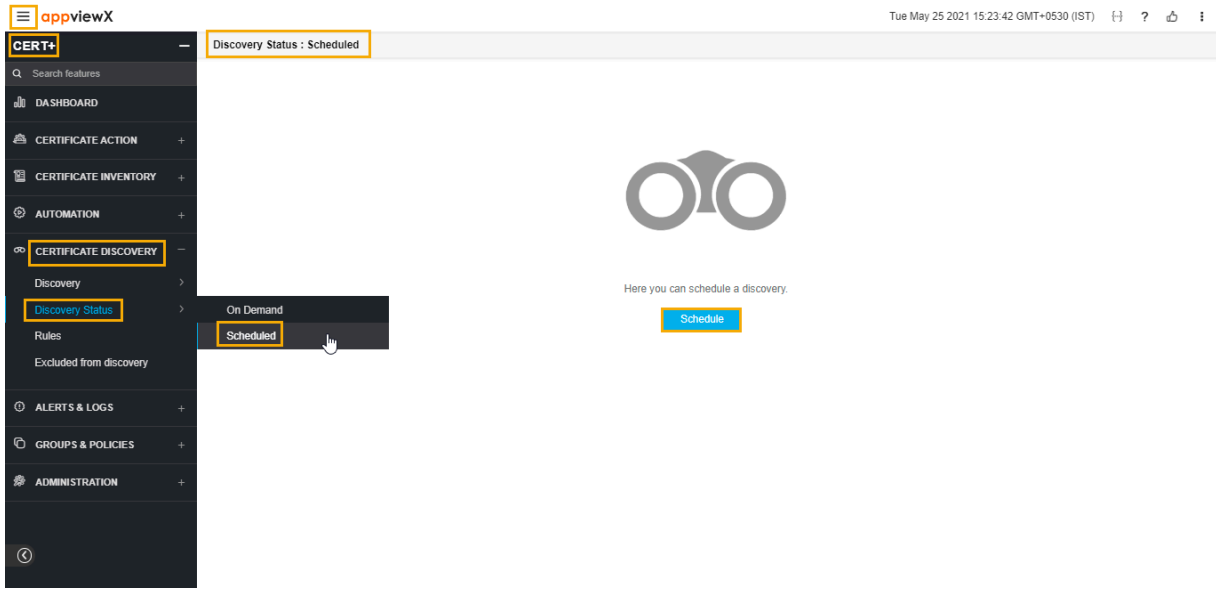 appviewX
Tue May 25 2021 15:23:42 GMT+0530 (IST)
?
CERT+
Discovery Status : Scheduled
Search features
DASHBOARD
CERTIFICATE ACTION +
CERTIFICATE INVENTORY +
AUTOMATION +
CERTIFICATE DISCOVERY −
Discovery >
Discovery Status >
On Demand
Scheduled
Rules
Excluded from discovery
ALERTS & LOGS +
GROUPS & POLICIES +
ADMINISTRATION +
Here you can schedule a discovery.
Schedule